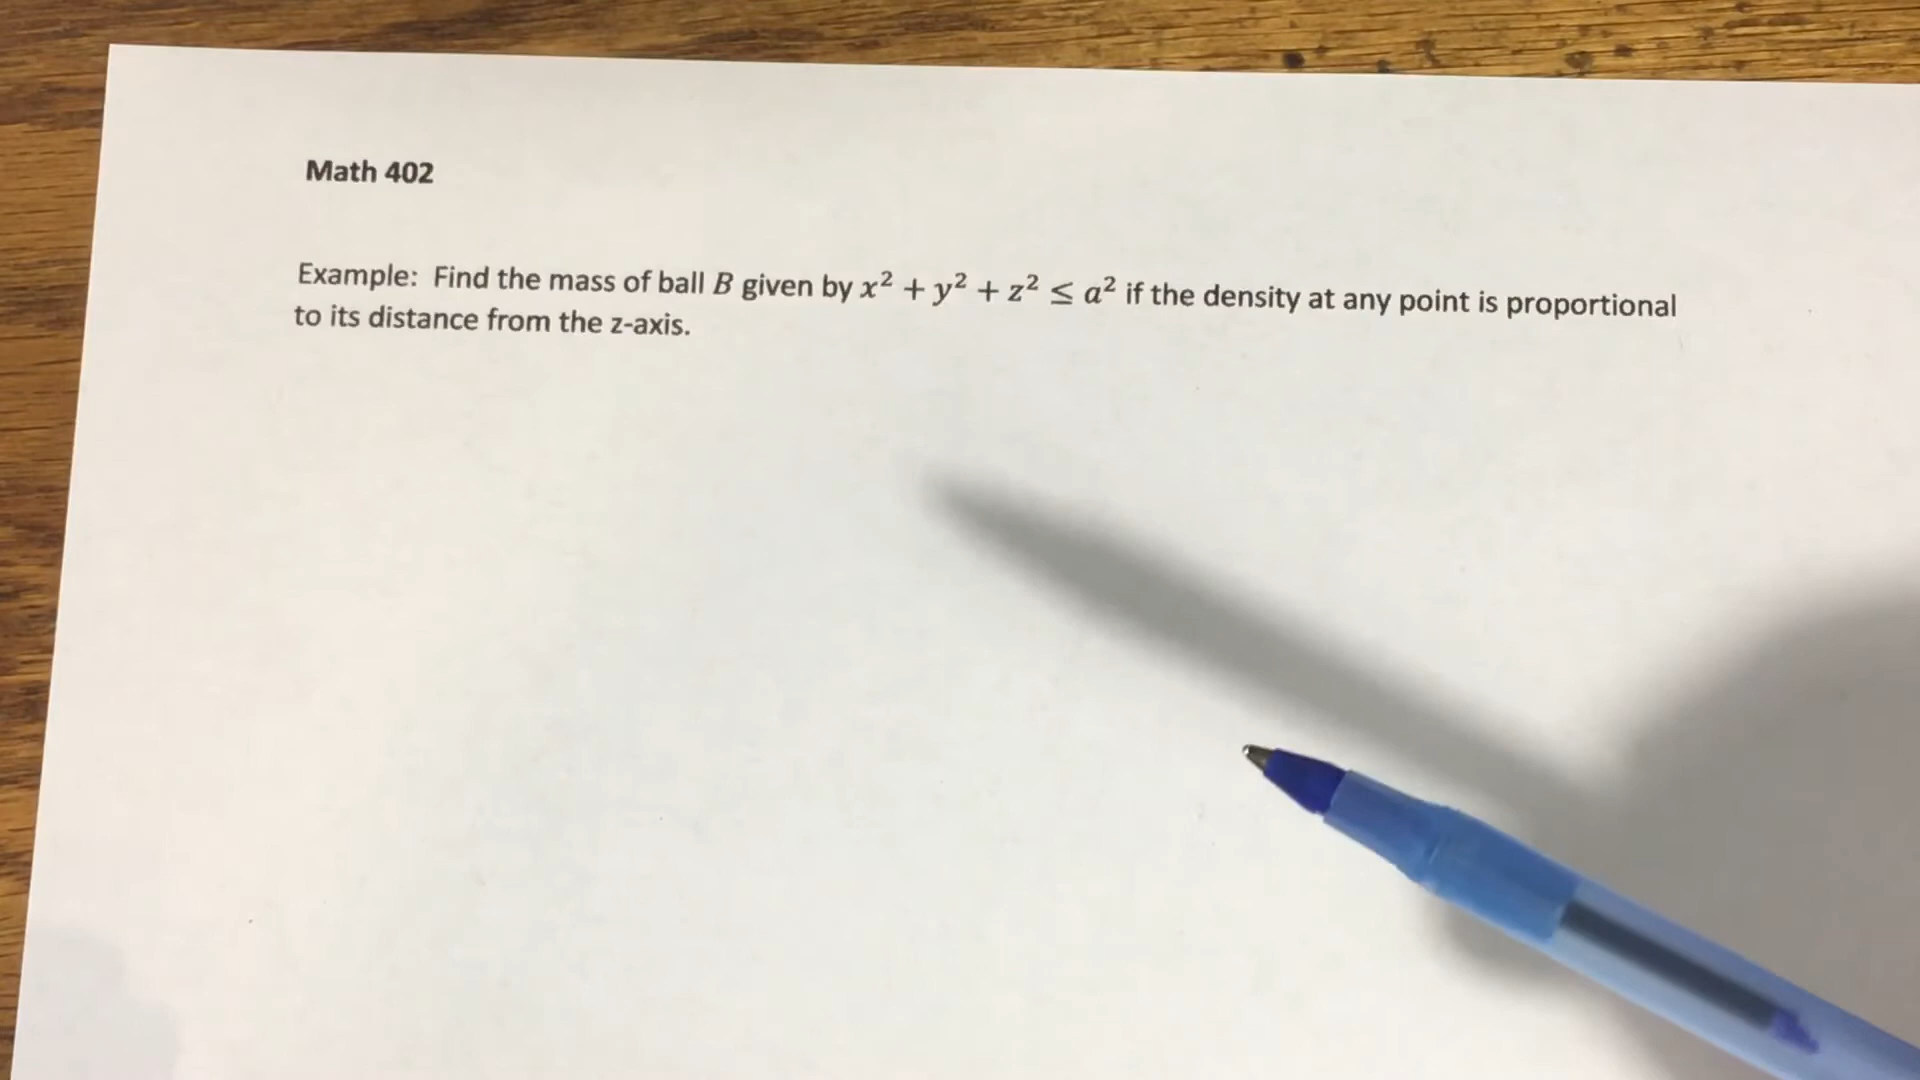 Math 402
Example: Find the mass of ball B given by x² + y² + z² ≤ a² if the density at any point is proportional
to its distance from the z-axis.